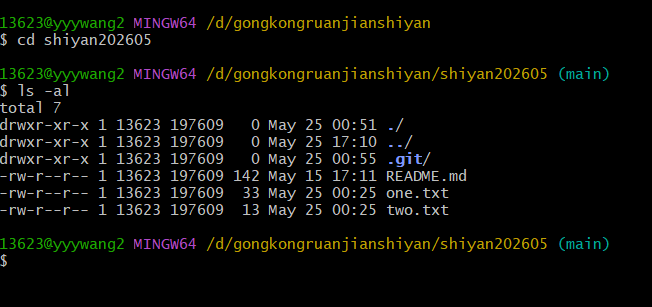 13623@yyywang2 MINGW64 /d/gongkongruanjianshiyan
$ cd shiyan202605
13623@yyywang2 MINGW64 /d/gongkongruanjianshiyan/shiyan202605 (main)
$ ls -al
total 7
drwxr-xr-x 1 13623 197609   0 May 25 00:51 ./
drwxr-xr-x 1 13623 197609   0 May 25 17:10 ../
drwxr-xr-x 1 13623 197609   0 May 25 00:55 .git/
-rw-r--r-- 1 13623 197609 142 May 15 17:11 README.md
-rw-r--r-- 1 13623 197609  33 May 25 00:25 one.txt
-rw-r--r-- 1 13623 197609  13 May 25 00:25 two.txt
13623@yyywang2 MINGW64 /d/gongkongruanjianshiyan/shiyan202605 (main)
$